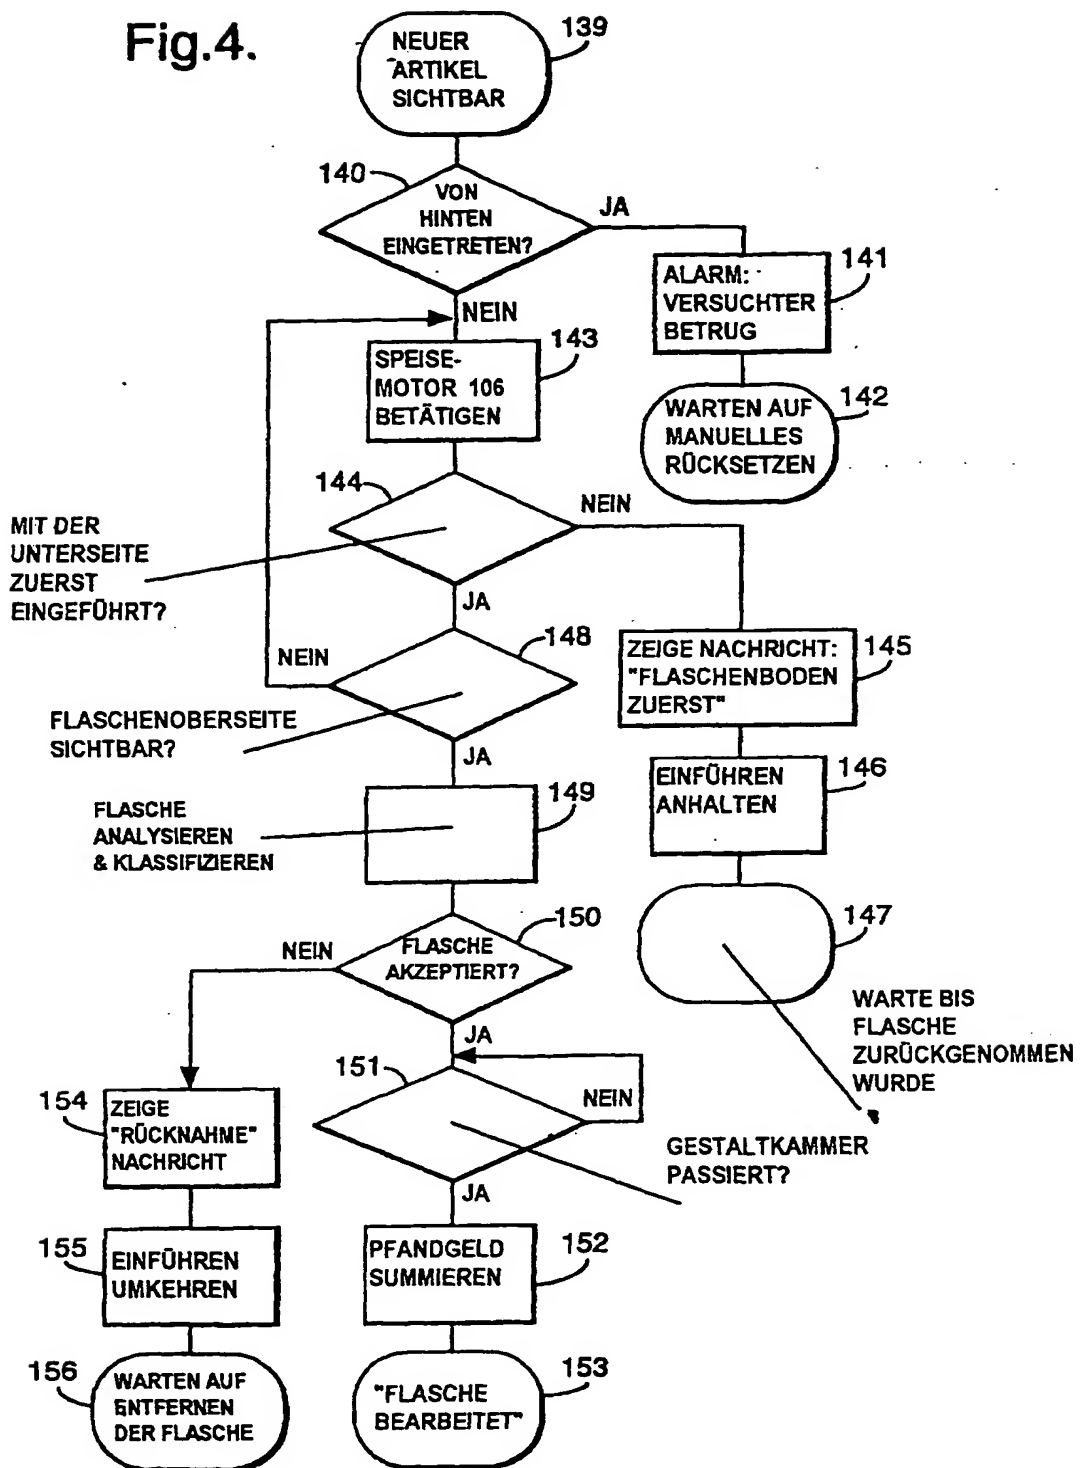 Fig.4.
NEUER
ARTIKEL
SICHTBAR
139
140
VON
HINTEN
EINGETRETEN?
JA
ALARM:
VERSUCHTER
BETRUG
141
NEIN
SPEISE-
MOTOR 106
BETÄTIGEN
143
WARTEN AUF
MANUELLES
RÜCKSETZEN
142
144
NEIN
MIT DER
UNTERSEITE
ZUERST
EINGEFÜHRT?
JA
148
NEIN
ZEIGE NACHRICHT:
"FLASCHENBODEN
ZUERST"
145
FLASCHENOBERSEITE
SICHTBAR?
JA
149
EINFÜHREN
ANHALTEN
146
FLASCHE
ANALYSIEREN
& KLASSIFIZIEREN
150
NEIN
FLASCHE
AKZEPTIERT?
147
WARTE BIS
FLASCHE
ZURÜCKGENOMMEN
WURDE
JA
151
NEIN
154
ZEIGE
"RÜCKNAHME"
NACHRICHT
GESTALTKAMMER
PASSIERT?
JA
155
EINFÜHREN
UMKEHREN
PFANDGELD
SUMMIEREN
152
156
WARTEN AUF
ENTFERNEN
DER FLASCHE
"FLASCHE
BEARBEITET"
153